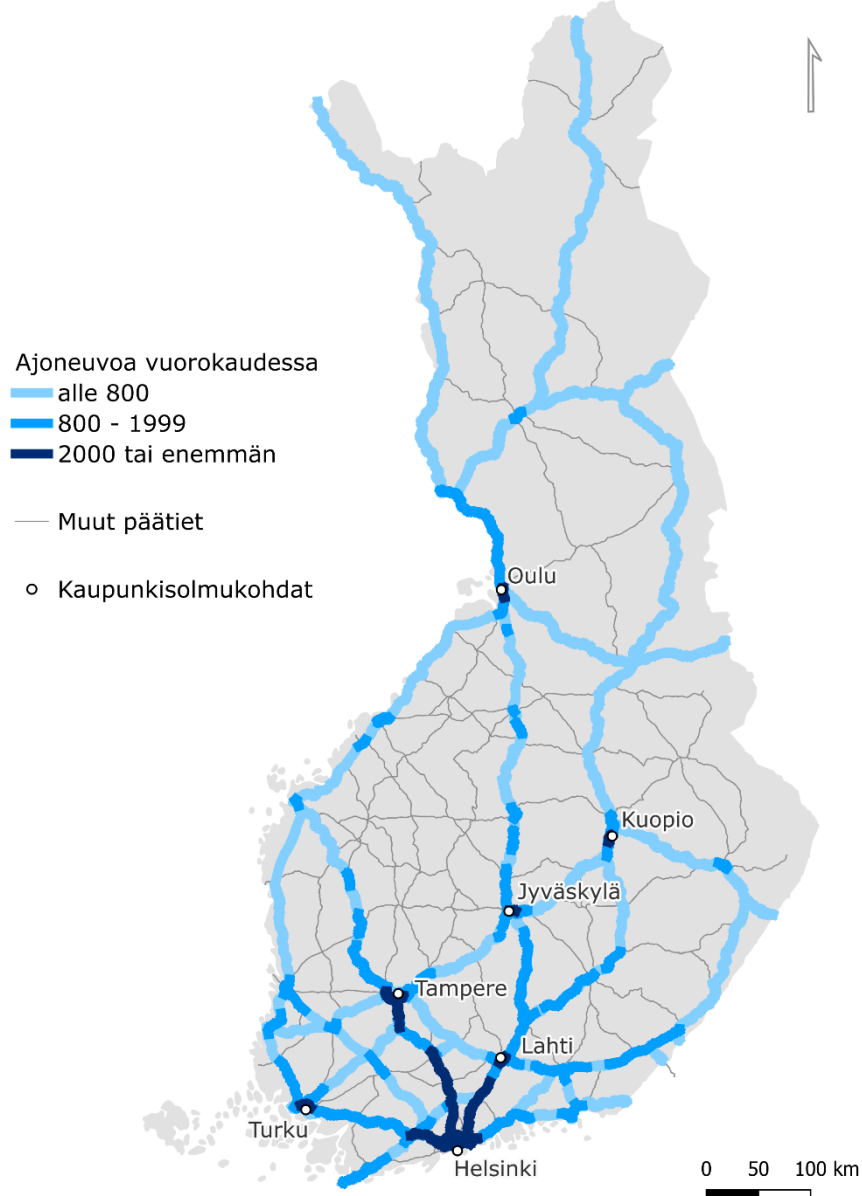 Ajoneuvoa vuorokaudessa
alle 800
800 - 1999
2000 tai enemmän
Muut päätiet
Kaupunkisolmukohdat
Oulu
Kuopio
Jyväskylä
Tampere
Lahti
Turku
Helsinki
0 50 100 km